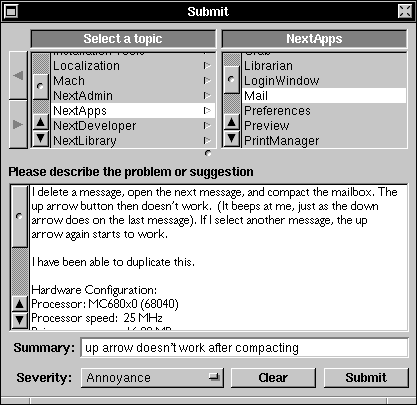 Submit
Select a topic
NextApps
Localization
Mach
NextAdmin
NextApps
NextDeveloper
NextLibrary
Librarian
LoginWindow
Mail
Preferences
Preview
PrintManager
Please describe the problem or suggestion
I delete a message, open the next message, and compact the mailbox. The
up arrow button then doesn't work. (It beeps at me, just as the down
arrow does on the last message). If I select another message, the up
arrow again starts to work.
I have been able to duplicate this.
Hardware Configuration:
Processor: MC680x0 (68040)
Processor speed: 25 MHz
Summary: up arrow doesn't work after compacting
Severity: Annoyance Clear Submit